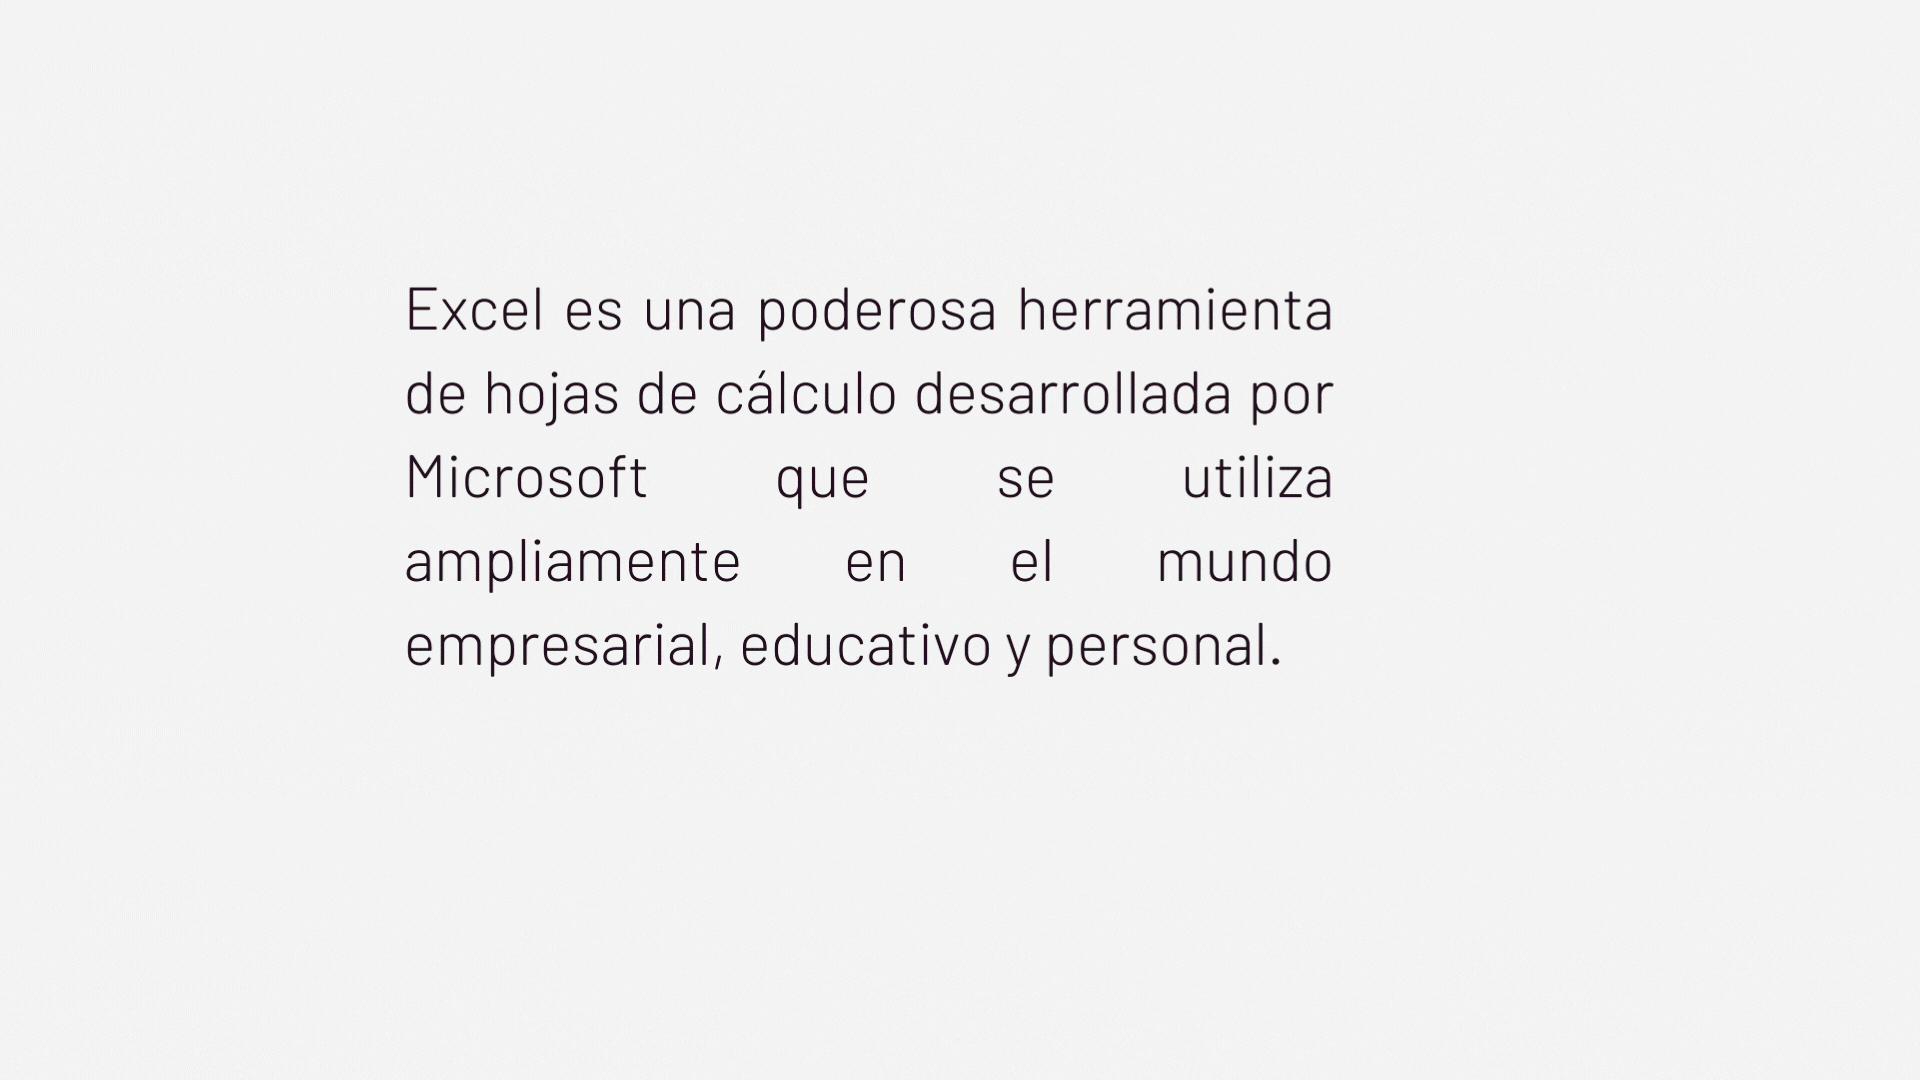 Excel es una poderosa herramienta
de hojas de cálculo desarrollada por
Microsoft que se utiliza
ampliamente en el mundo
empresarial, educativo y personal.